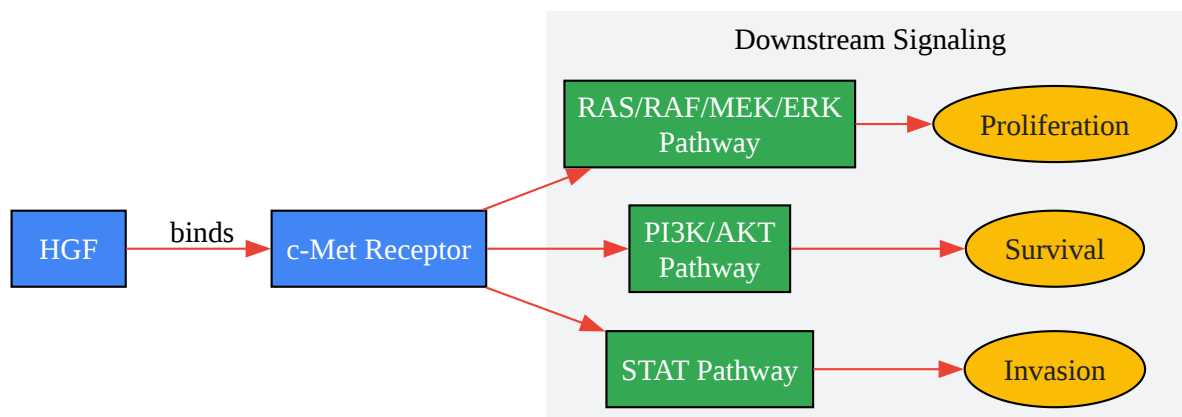 Downstream Signaling
HGF
binds
c-Met Receptor
RAS/RAF/MEK/ERK
Pathway
Proliferation
PI3K/AKT
Pathway
Survival
STAT Pathway
Invasion